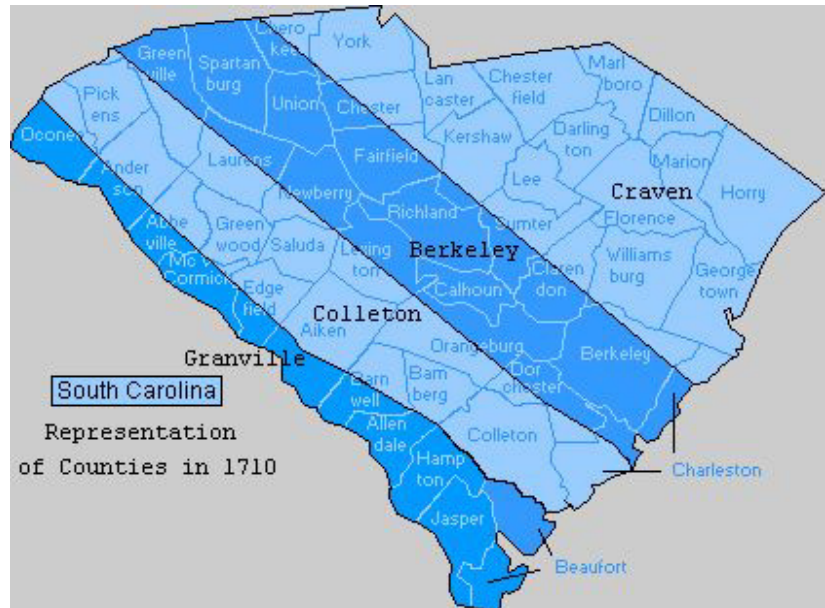 Chero
kee
York
Green
ville
Spartan
burg
Union
Chester
Lan
caster
Chester
field
Marl
boro
Dillon
Pick
ens
Oconee
Ander
son
Laurens
Newberry
Fairfield
Kershaw
Darling
ton
Marion
Lee
Craven
Horry
Abbe
ville
Green
wood
Saluda
Lexing
ton
Richland
Sumter
Florence
Berkeley
Mc
Cormick
Edge
field
Calhoun
Claren
don
Williams
burg
George
town
Colleton
Aiken
Orangeburg
Granville
Barn
well
Bam
berg
Dor
chester
Berkeley
South Carolina
Representation
of Counties in 1710
Allen
dale
Colleton
Hamp
ton
Charleston
Jasper
Beaufort